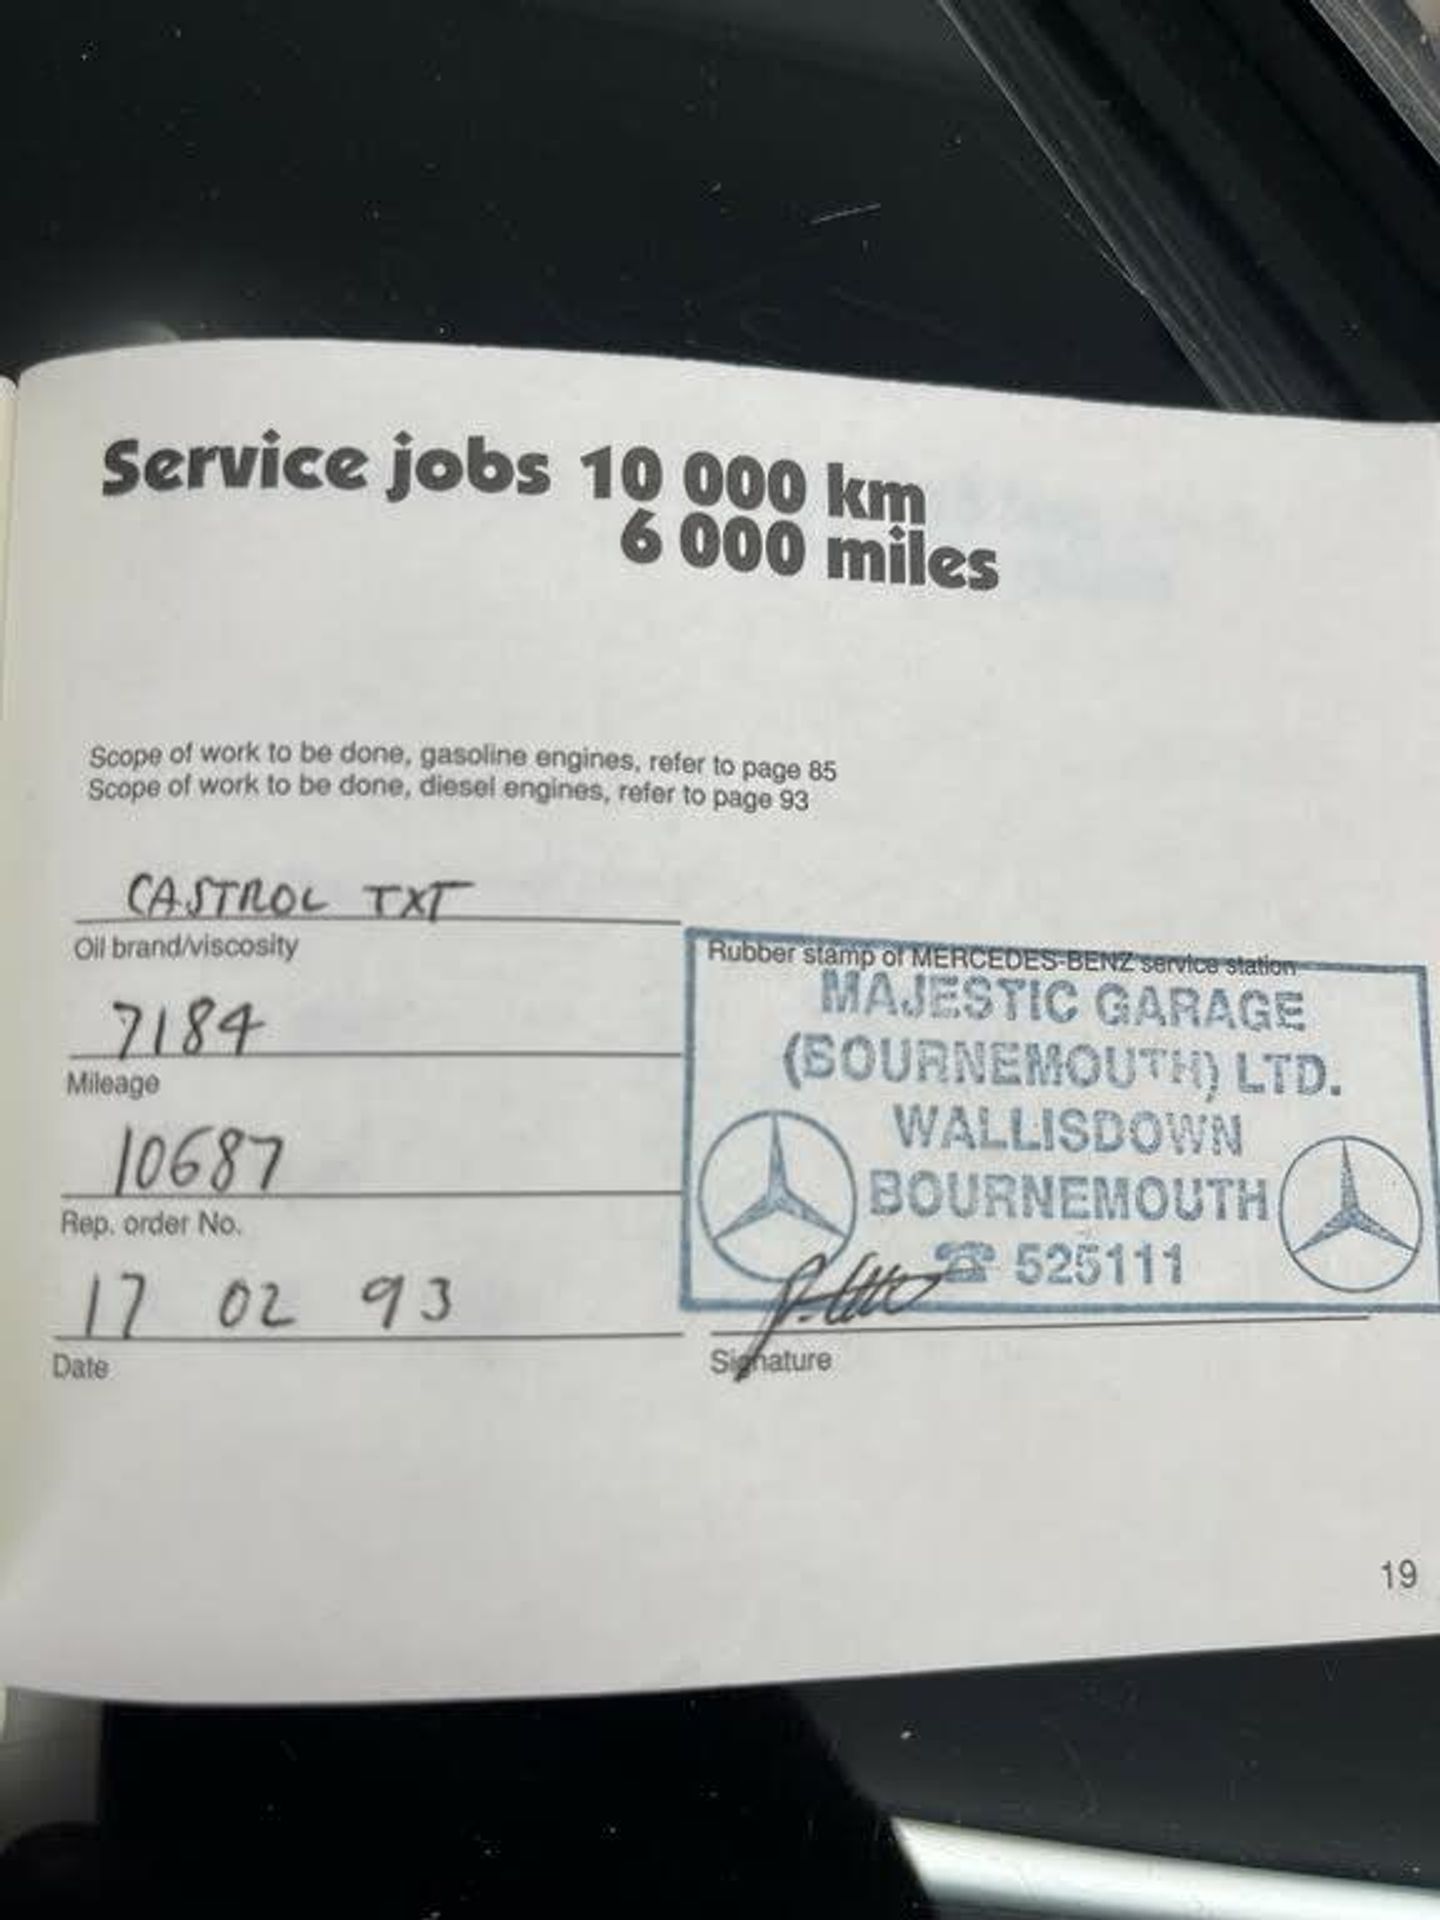 Service jobs 10 000 km
6 000 miles
Scope of work to be done, gasoline engines, refer to page 85
Scope of work to be done, diesel engines, refer to page 93
CASTROL TXT
Oil brand/viscosity
7184
Mileage
10687
Rep. order No.
17 02 93
Date
Rubber stamp of MERCEDES-BENZ service station
MAJESTIC GARAGE
(BOURNEMOUTH) LTD.
WALLISDOWN
BOURNEMOUTH
☎ 525111
Signature
19